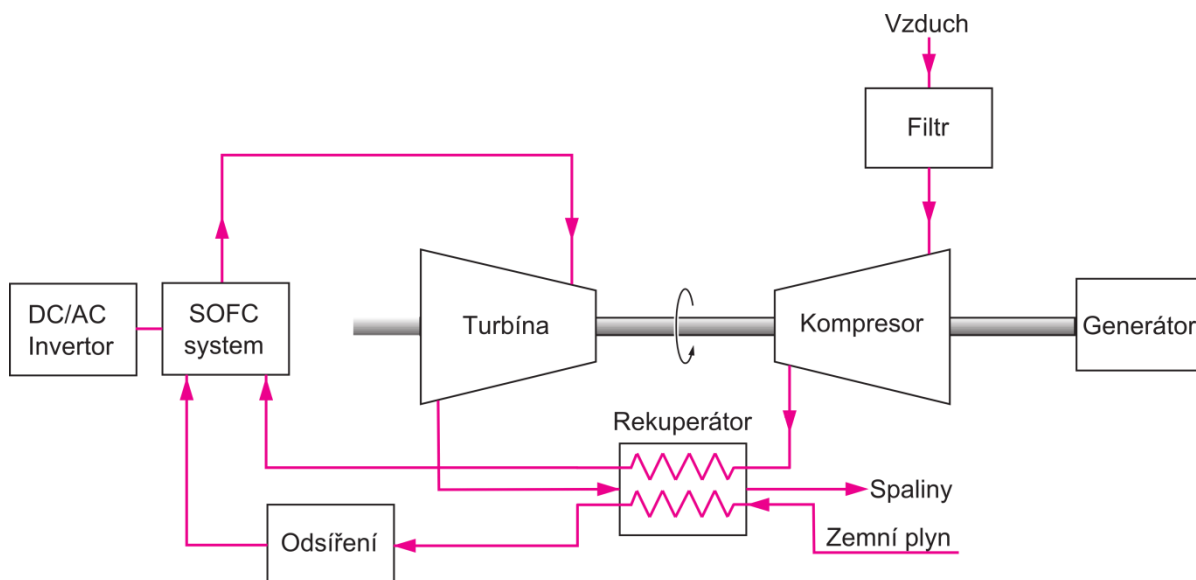 Vzduch
Filtr
DC/AC
Invertor
SOFC
system
Turbína
Kompresor
Generátor
Rekuperátor
Spaliny
Odsíření
Zemní plyn